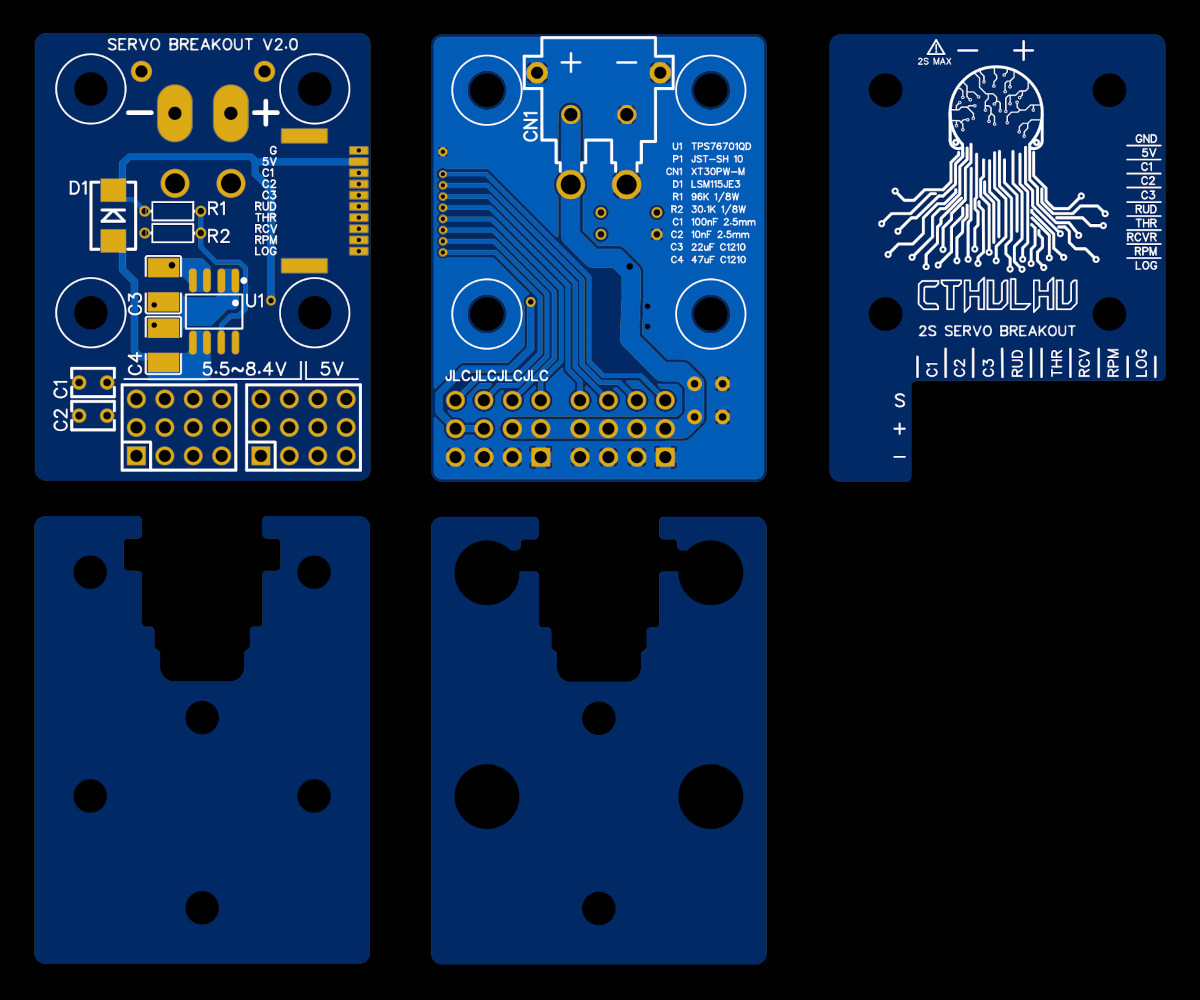 SERVO BREAKOUT V2.0
− +
G
5V
C1
C2
C3
RUD
THR
RCV
RPM
LOG
D1
R1
R2
C3
U1
C4
5.5~8.4V 5V
C1
C2
+ −
CN1
U1 TPS76701QD
P1 JST-SH 10
CN1 XT30PW-M
D1 LSM115JE3
R1 96K 1/8W
R2 30.1K 1/8W
C1 100nF 2.5mm
C2 10nF 2.5mm
C3 22uF C1210
C4 47uF C1210
JLCJLCJLCJLC
! − +
2S MAX
GND
5V
C1
C2
C3
RUD
THR
RCVR
RPM
LOG
CTHULHU
2S SERVO BREAKOUT
C1 C2 C3 RUD THR RCV RPM LOG
S
+
−